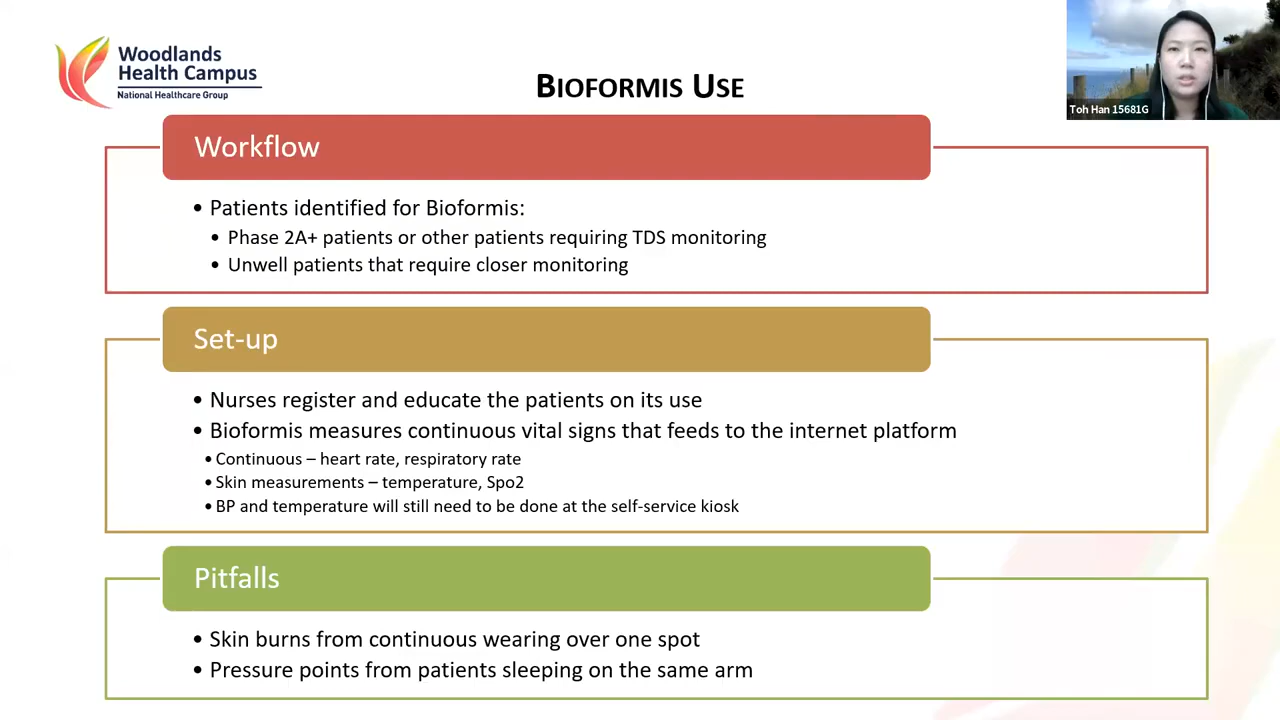 Woodlands
Health Campus
National Healthcare Group
BIOFORMIS USE
Toh Han 15681G
Workflow
• Patients identified for Bioformis:
• Phase 2A+ patients or other patients requiring TDS monitoring
• Unwell patients that require closer monitoring
Set-up
• Nurses register and educate the patients on its use
• Bioformis measures continuous vital signs that feeds to the internet platform
• Continuous – heart rate, respiratory rate
• Skin measurements – temperature, Spo2
• BP and temperature will still need to be done at the self-service kiosk
Pitfalls
• Skin burns from continuous wearing over one spot
• Pressure points from patients sleeping on the same arm